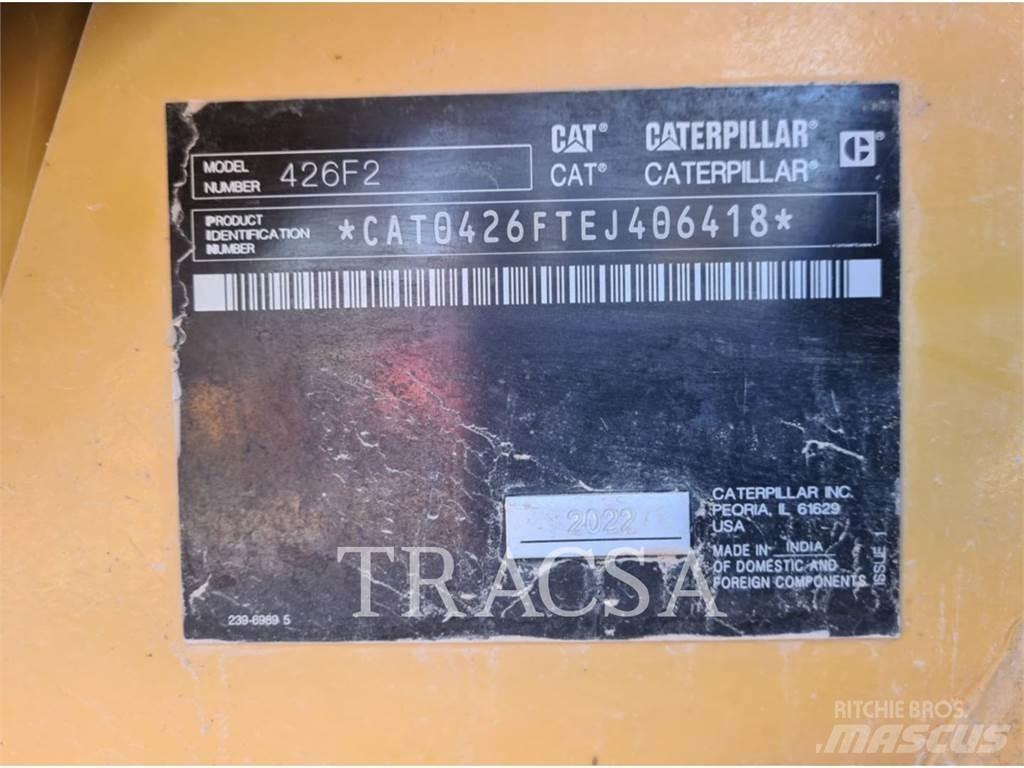 CAT® CATERPILLAR®
CAT® CATERPILLAR®
MODEL
NUMBER 426F2
PRODUCT
IDENTIFICATION
NUMBER
*CAT0426FTEJ406418*
2022
CATERPILLAR INC.
PEORIA, IL 61629
USA
MADE IN INDIA
OF DOMESTIC AND
FOREIGN COMPONENTS
ISSUE 1
TRACSA
239-6989 5
RITCHIE BROS.
MASCUS